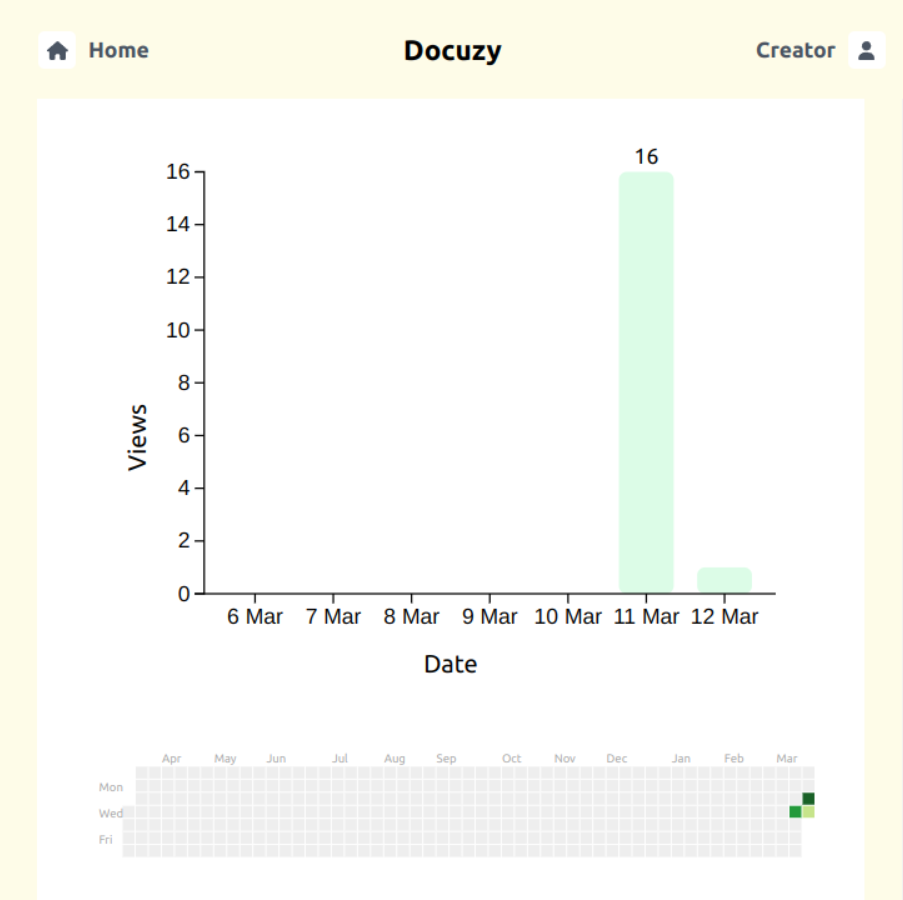 Home
Docuzy
Creator
16
16
14
12
10
8
6
4
2
0
Views
6 Mar 7 Mar 8 Mar 9 Mar 10 Mar 11 Mar 12 Mar
Date
Apr May Jun Jul Aug Sep Oct Nov Dec Jan Feb Mar
Mon
Wed
Fri